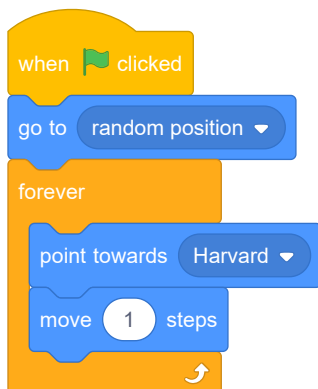 when clicked
go to random position
forever
point towards Harvard
move 1 steps